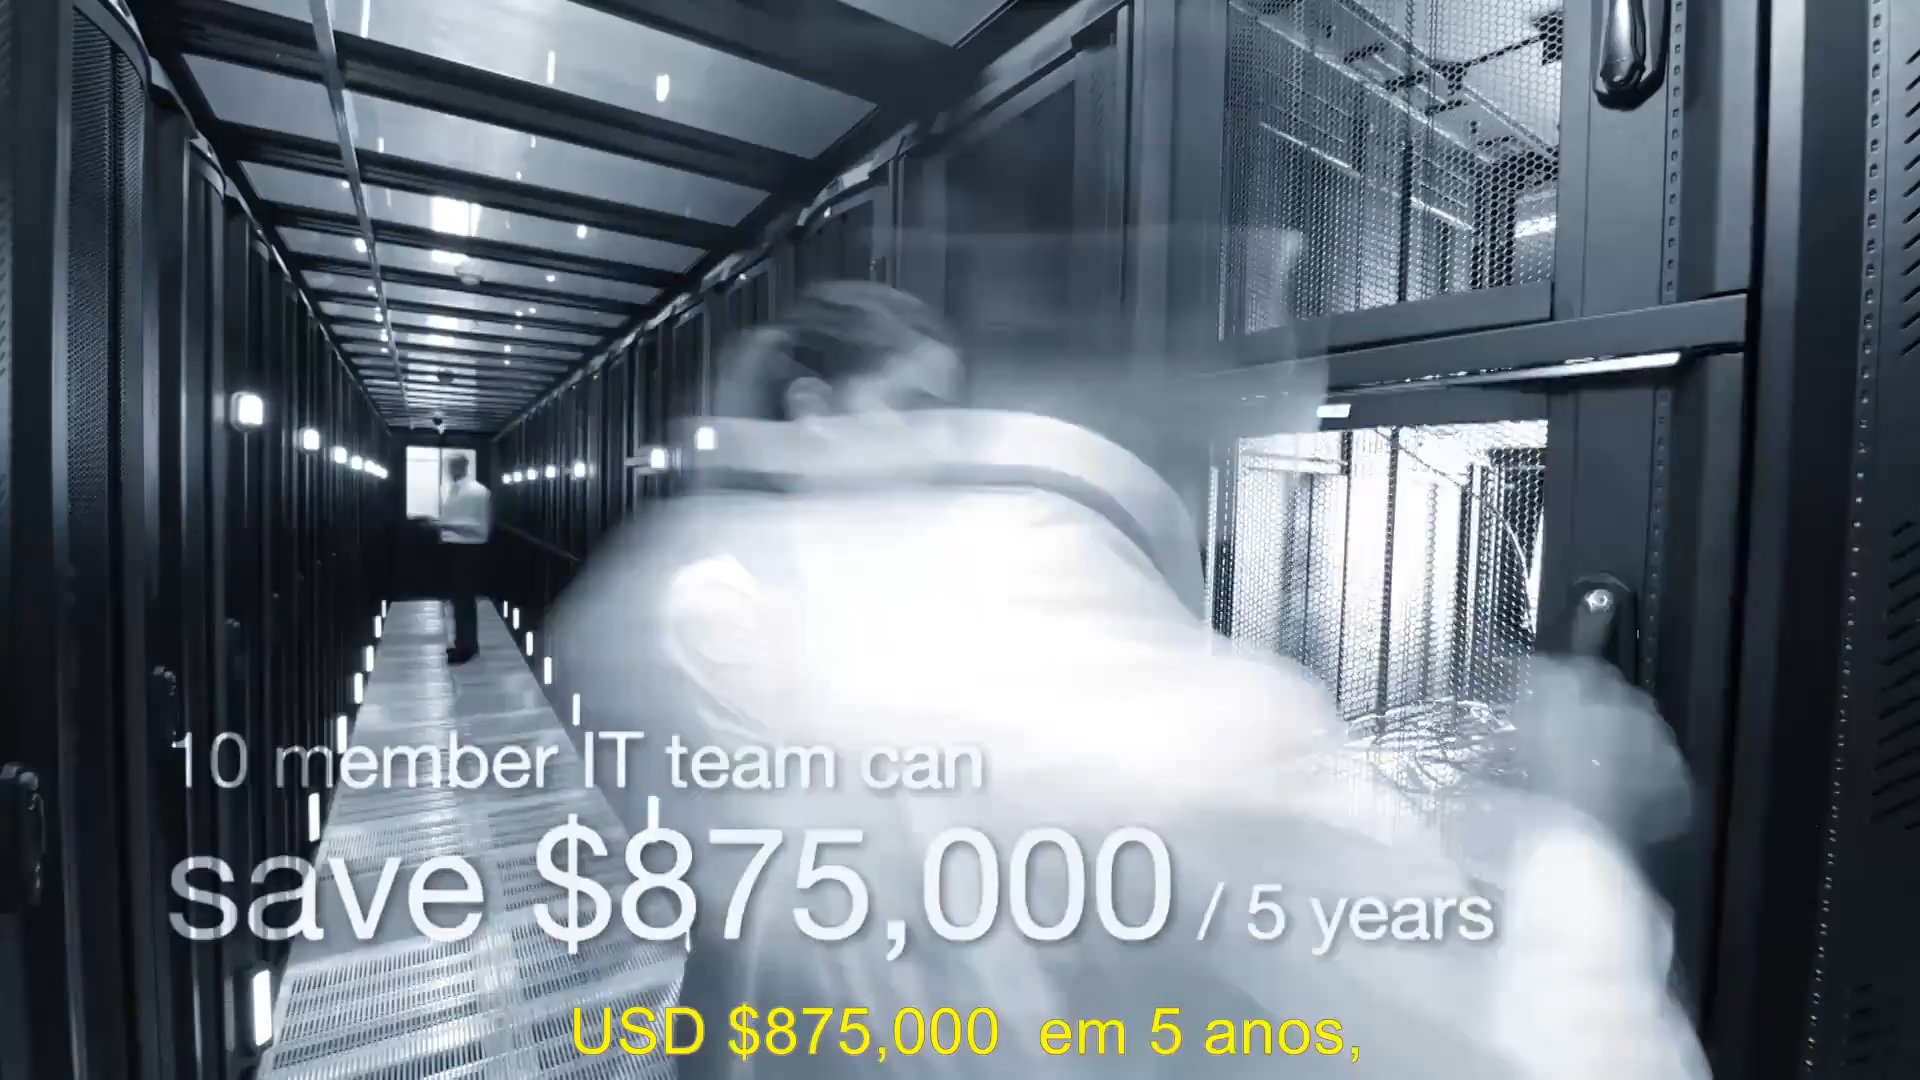 10 member IT team can
save $875,000 / 5 years
USD $875,000 em 5 anos,